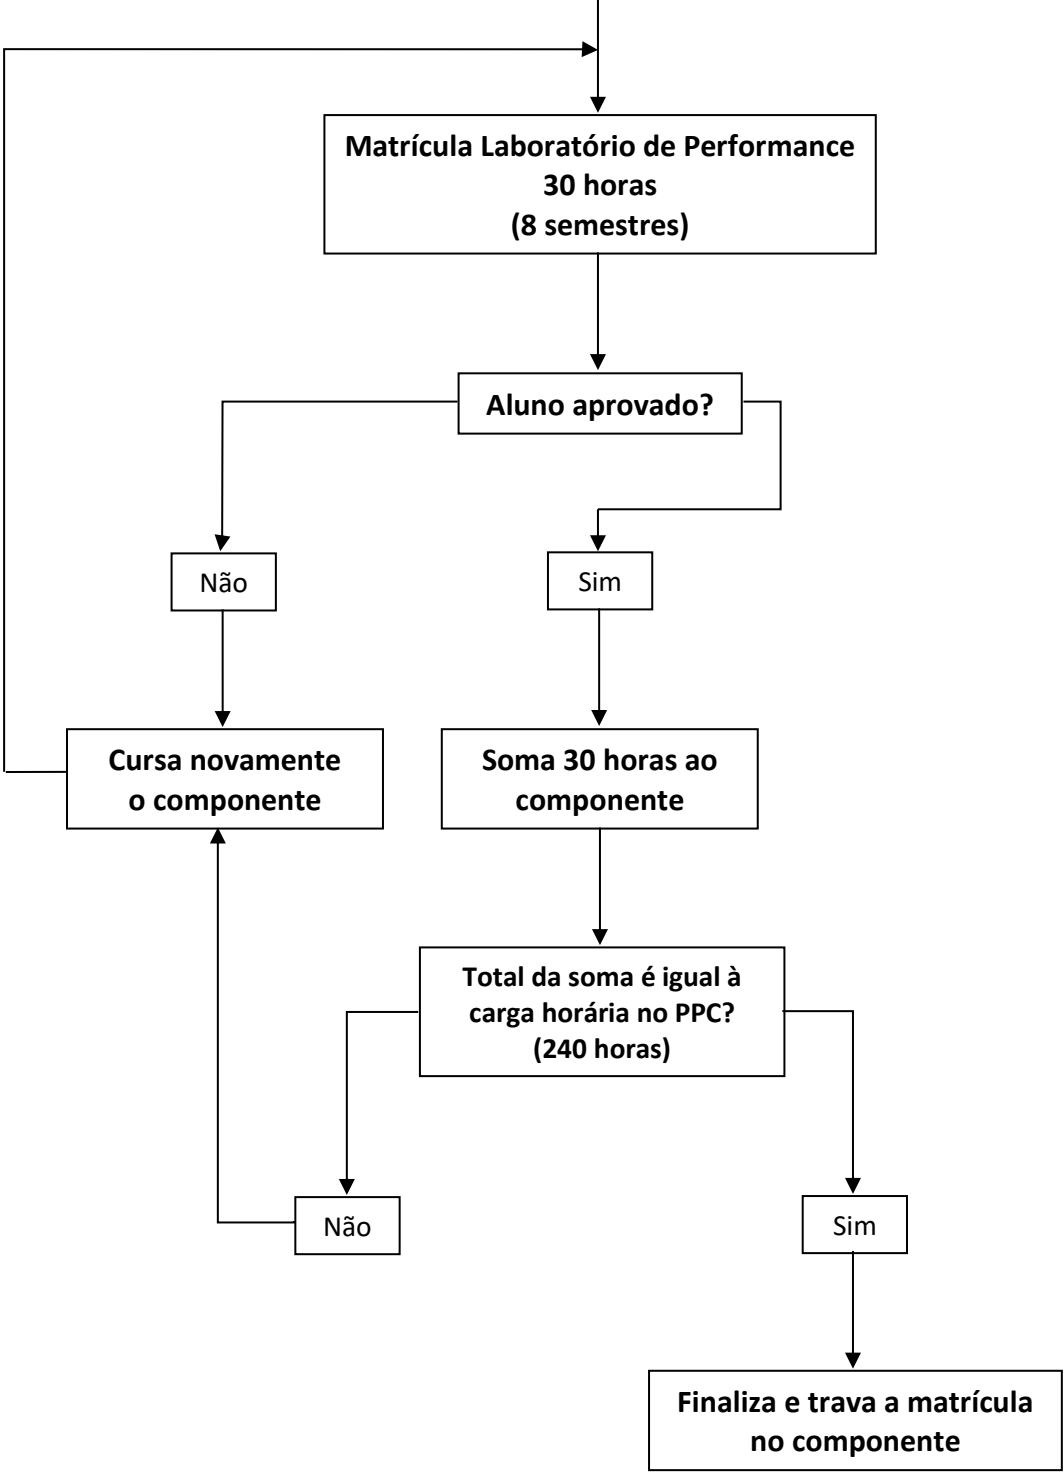 Matrícula Laboratório de Performance
30 horas
(8 semestres)
Aluno aprovado?
Não
Sim
Cursa novamente
o componente
Soma 30 horas ao
componente
Total da soma é igual à
carga horária no PPC?
(240 horas)
Não
Sim
Finaliza e trava a matrícula
no componente